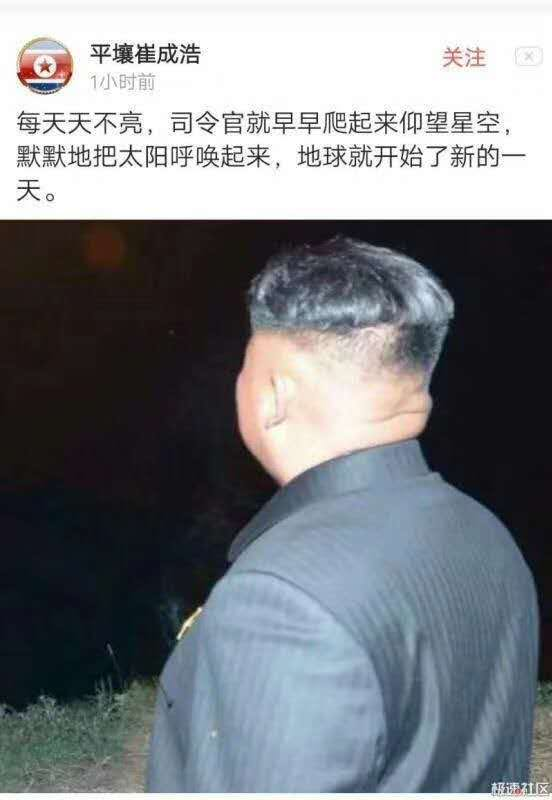 平壤崔成浩
关注
1小时前
每天天不亮，司令官就早早爬起来仰望星空，
默默地把太阳呼唤起来，地球就开始了新的一
天。
极速社区